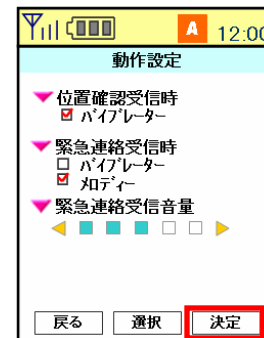 A 12:00
動作設定
位置確認受信時
バイブレーター
緊急連絡受信時
バイブレーター
メロディー
緊急連絡受信音量
戻る 選択 決定